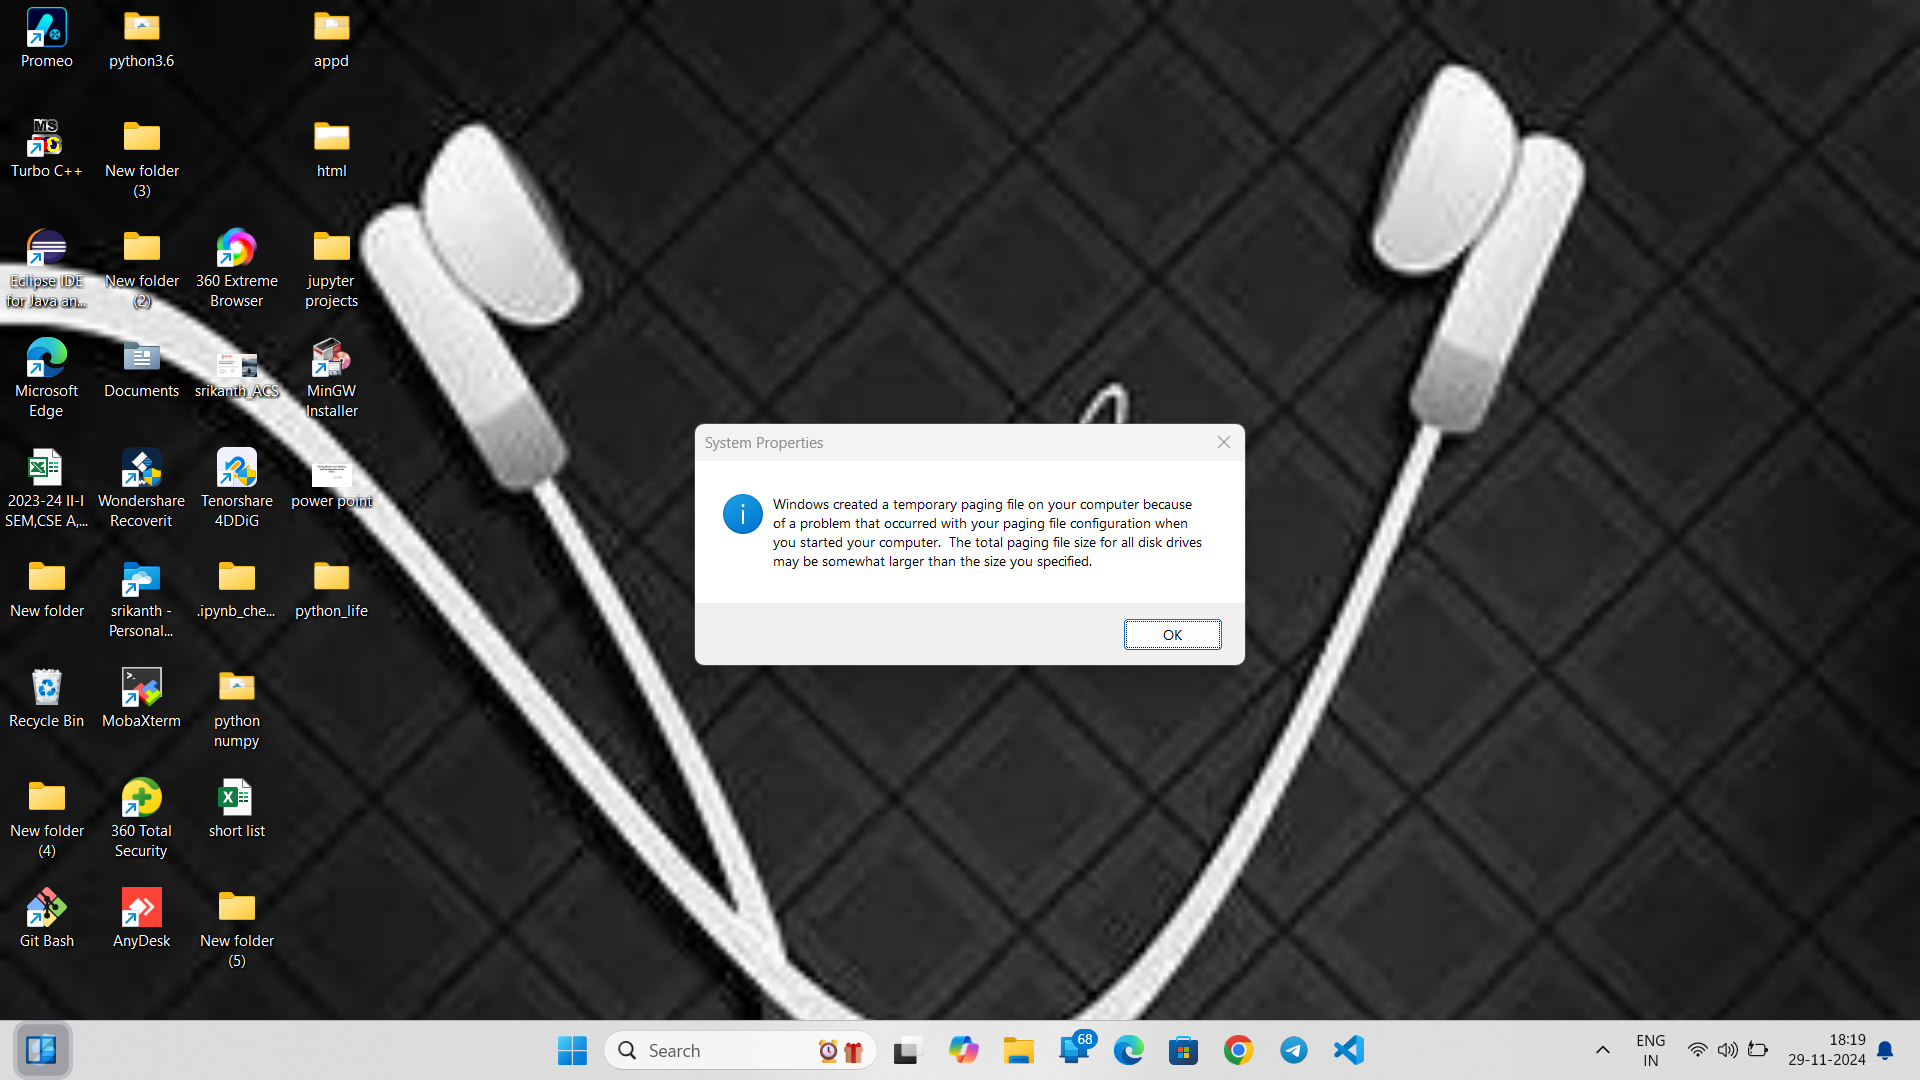 Promeo
python3.6
appd
MS
Turbo C++
New folder
(3)
html
Eclipse IDE
for Java an...
New folder
(2)
360 Extreme
Browser
jupyter
projects
Microsoft
Edge
Documents
srikanth_ACS
MinGW
Installer
2023-24 II-I
SEM,CSE A,...
Wondershare
Recoverit
Tenorshare
4DDiG
power point
New folder
srikanth -
Personal...
.ipynb_che...
python_life
Recycle Bin
MobaXterm
python
numpy
New folder
(4)
360 Total
Security
short list
Git Bash
AnyDesk
New folder
(5)
System Properties
Windows created a temporary paging file on your computer because
of a problem that occurred with your paging file configuration when
you started your computer.  The total paging file size for all disk drives
may be somewhat larger than the size you specified.
OK
Search
68
ENG
IN
18:19
29-11-2024